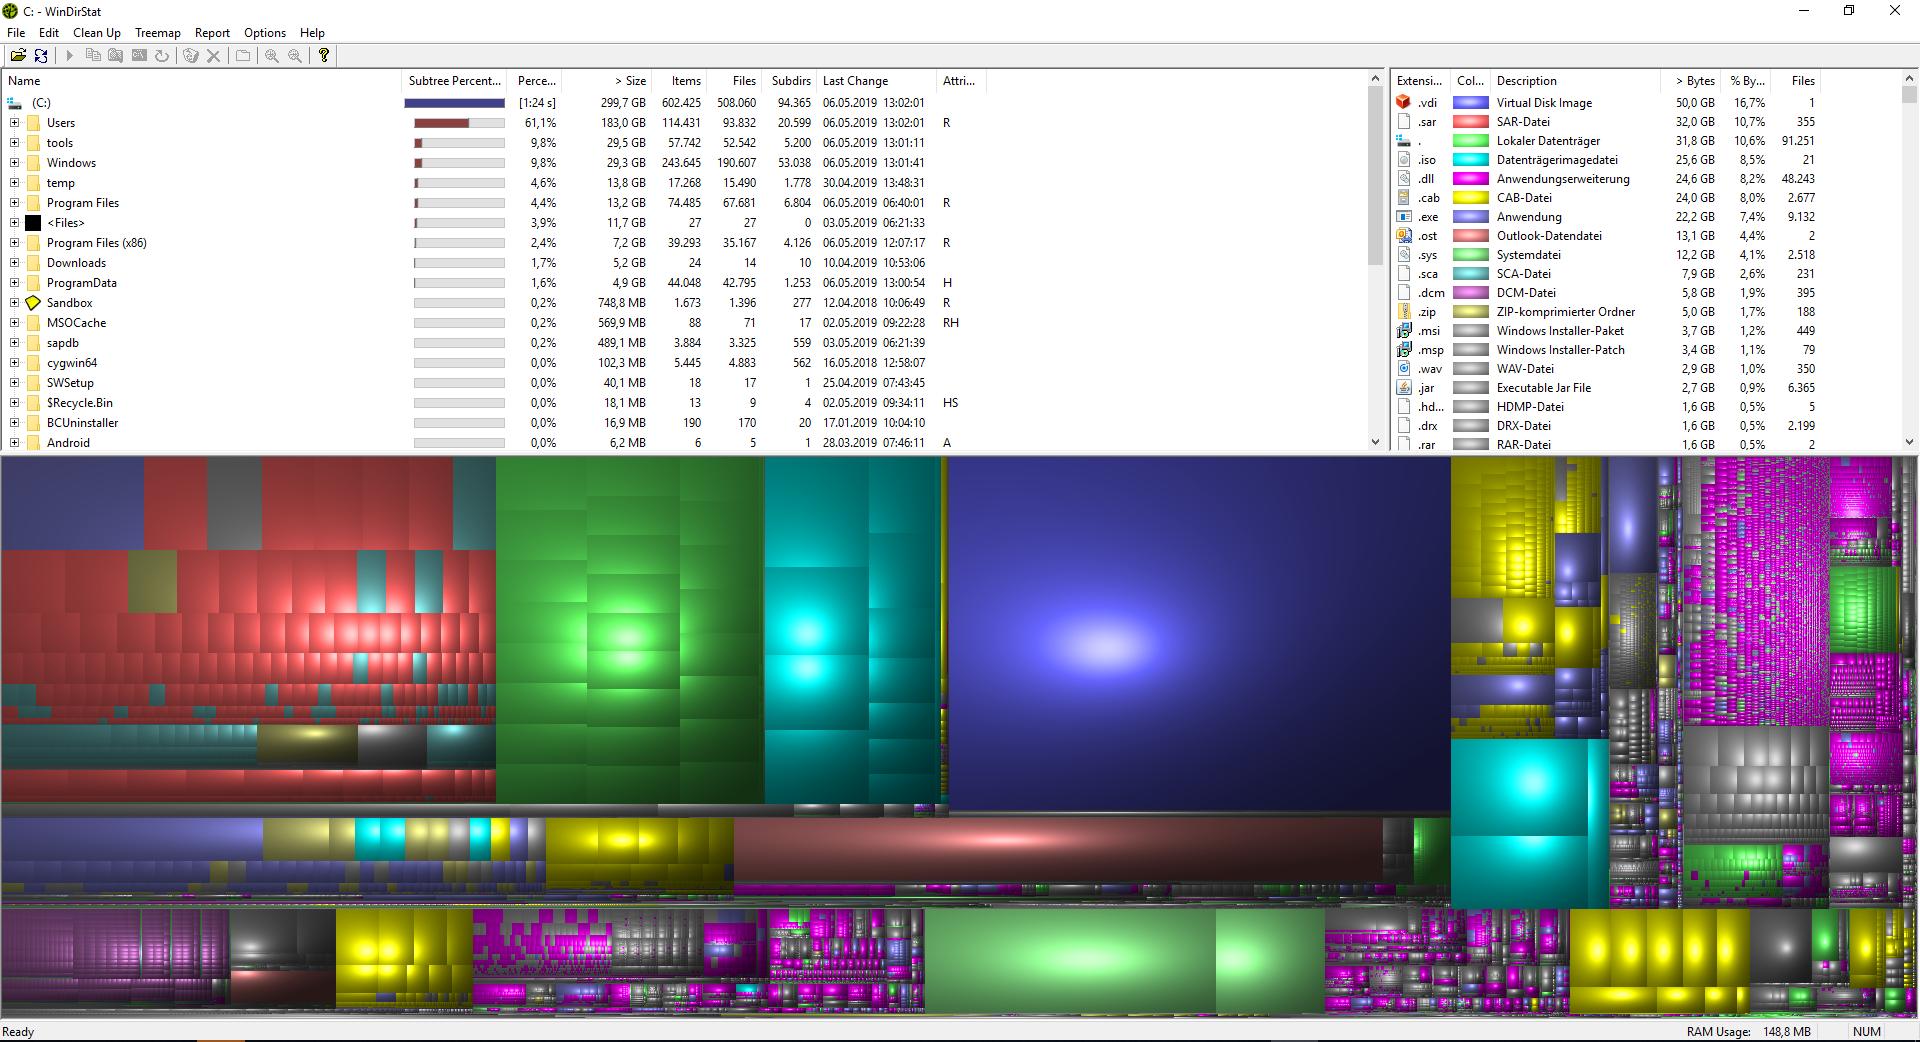 C: - WinDirStat
File Edit Clean Up Treemap Report Options Help
Name Subtree Percent... Perce... > Size Items Files Subdirs Last Change Attri...
(C:) [1:24 s] 299,7 GB 602.425 508.060 94.365 06.05.2019 13:02:01
Users 61,1% 183,0 GB 114.431 93.832 20.599 06.05.2019 13:02:01 R
tools 9,8% 29,5 GB 57.742 52.542 5.200 06.05.2019 13:01:11
Windows 9,8% 29,3 GB 243.645 190.607 53.038 06.05.2019 13:01:41
temp 4,6% 13,8 GB 17.268 15.490 1.778 30.04.2019 13:48:31
Program Files 4,4% 13,2 GB 74.485 67.681 6.804 06.05.2019 06:40:01 R
<Files> 3,9% 11,7 GB 27 27 0 03.05.2019 06:21:33
Program Files (x86) 2,4% 7,2 GB 39.293 35.167 4.126 06.05.2019 12:07:17 R
Downloads 1,7% 5,2 GB 24 14 10 10.04.2019 10:53:06
ProgramData 1,6% 4,9 GB 44.048 42.795 1.253 06.05.2019 13:00:54 H
Sandbox 0,2% 748,8 MB 1.673 1.396 277 12.04.2018 10:06:49 R
MSOCache 0,2% 569,9 MB 88 71 17 02.05.2019 09:22:28 RH
sapdb 0,2% 489,1 MB 3.884 3.325 559 03.05.2019 06:21:39
cygwin64 0,0% 102,3 MB 5.445 4.883 562 16.05.2018 12:58:07
SWSetup 0,0% 40,1 MB 18 17 1 25.04.2019 07:43:45
$Recycle.Bin 0,0% 18,1 MB 13 9 4 02.05.2019 09:34:11 HS
BCUninstaller 0,0% 16,9 MB 190 170 20 17.01.2019 10:04:10
Android 0,0% 6,2 MB 6 5 1 28.03.2019 07:46:11 A
Extensi... Col... Description > Bytes % By... Files
.vdi Virtual Disk Image 50,0 GB 16,7% 1
.sar SAR-Datei 32,0 GB 10,7% 355
. Lokaler Datenträger 31,8 GB 10,6% 91.251
.iso Datenträgerimagedatei 25,6 GB 8,5% 21
.dll Anwendungserweiterung 24,6 GB 8,2% 48.243
.cab CAB-Datei 24,0 GB 8,0% 2.677
.exe Anwendung 22,2 GB 7,4% 9.132
.ost Outlook-Datendatei 13,1 GB 4,4% 2
.sys Systemdatei 12,2 GB 4,1% 2.518
.sca SCA-Datei 7,9 GB 2,6% 231
.dcm DCM-Datei 5,8 GB 1,9% 395
.zip ZIP-komprimierter Ordner 5,0 GB 1,7% 188
.msi Windows Installer-Paket 3,7 GB 1,2% 449
.msp Windows Installer-Patch 3,4 GB 1,1% 79
.wav WAV-Datei 2,9 GB 1,0% 350
.jar Executable Jar File 2,7 GB 0,9% 6.365
.hd... HDMP-Datei 1,6 GB 0,5% 5
.drx DRX-Datei 1,6 GB 0,5% 2.199
.rar RAR-Datei 1,6 GB 0,5% 2
Ready RAM Usage: 148,8 MB NUM